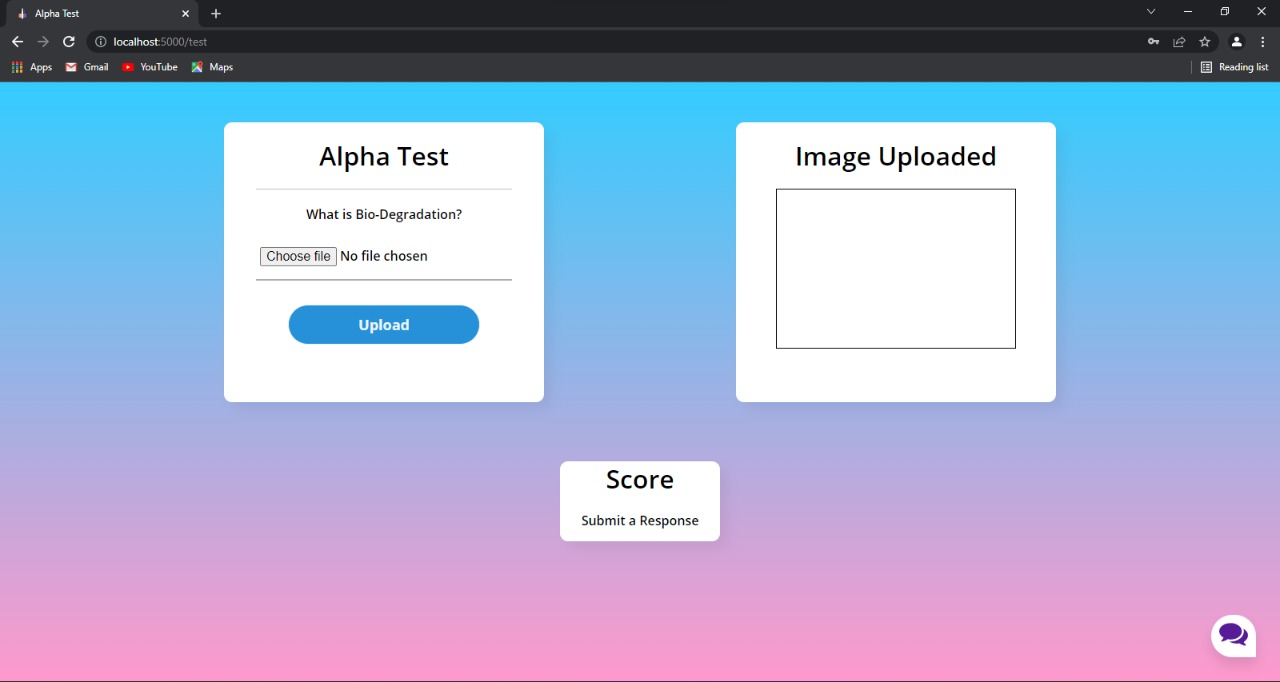 Alpha Test
localhost:5000/test
Apps Gmail YouTube Maps Reading list
Alpha Test
What is Bio-Degradation?
Choose file No file chosen
Upload
Image Uploaded
Score
Submit a Response